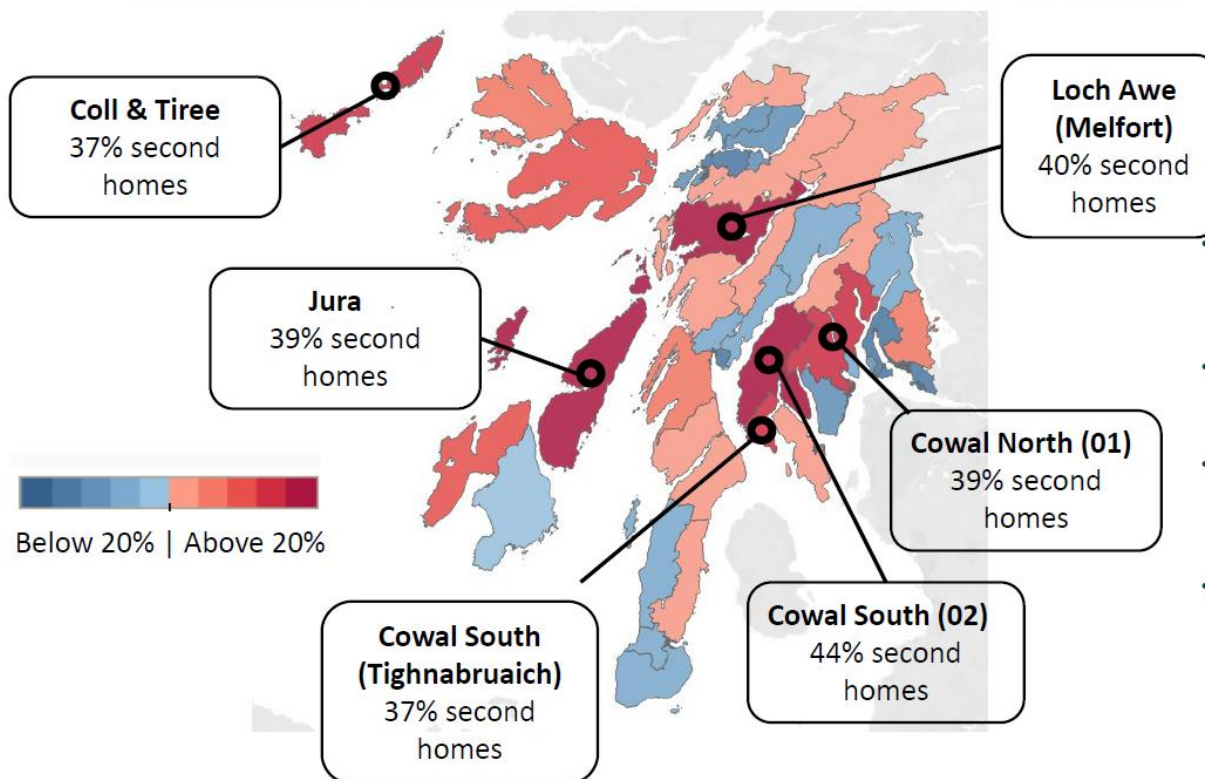 Coll & Tiree
37% second
homes
Loch Awe
(Melfort)
40% second
homes
Jura
39% second
homes
Cowal North (01)
39% second
homes
Below 20% | Above 20%
Cowal South
(Tighnabruaich)
37% second
homes
Cowal South (02)
44% second
homes